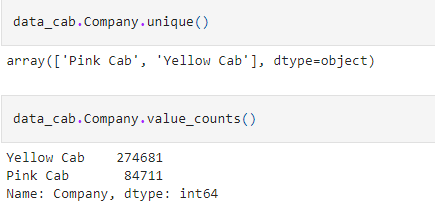 data_cab.Company.unique()
array(['Pink Cab', 'Yellow Cab'], dtype=object)
data_cab.Company.value_counts()
Yellow Cab    274681
Pink Cab       84711
Name: Company, dtype: int64